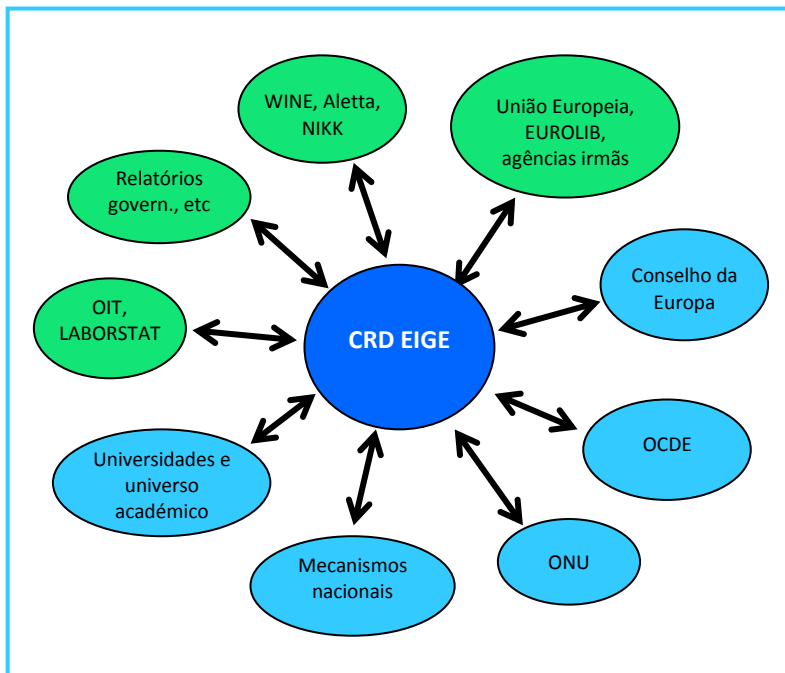 WINE, Aletta,
NIKK
União Europeia,
EUROLIB,
agências irmãs
Relatórios
govern., etc
Conselho da
Europa
OIT,
LABORSTAT
CRD EIGE
OCDE
Universidades e
universo
académico
Mecanismos
nacionais
ONU